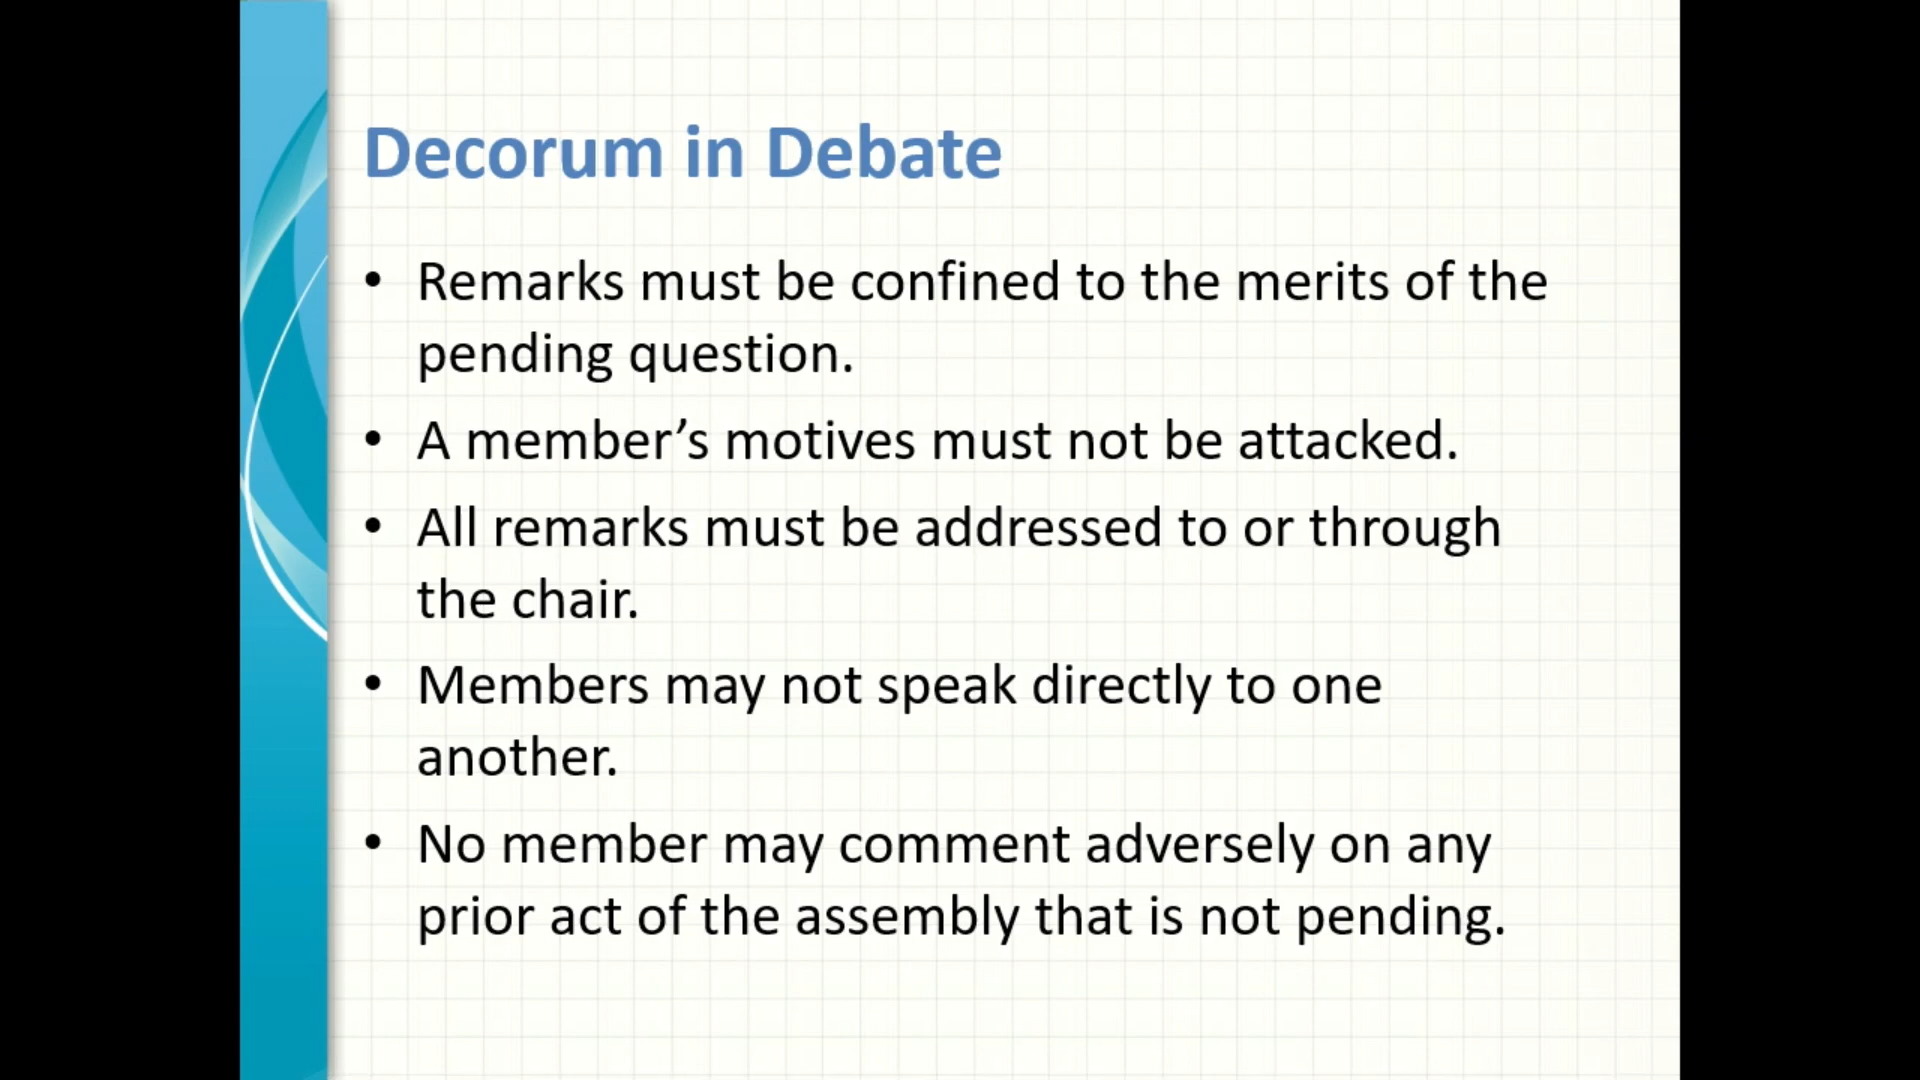 Decorum in Debate
• Remarks must be confined to the merits of the
pending question.
• A member’s motives must not be attacked.
• All remarks must be addressed to or through
the chair.
• Members may not speak directly to one
another.
• No member may comment adversely on any
prior act of the assembly that is not pending.